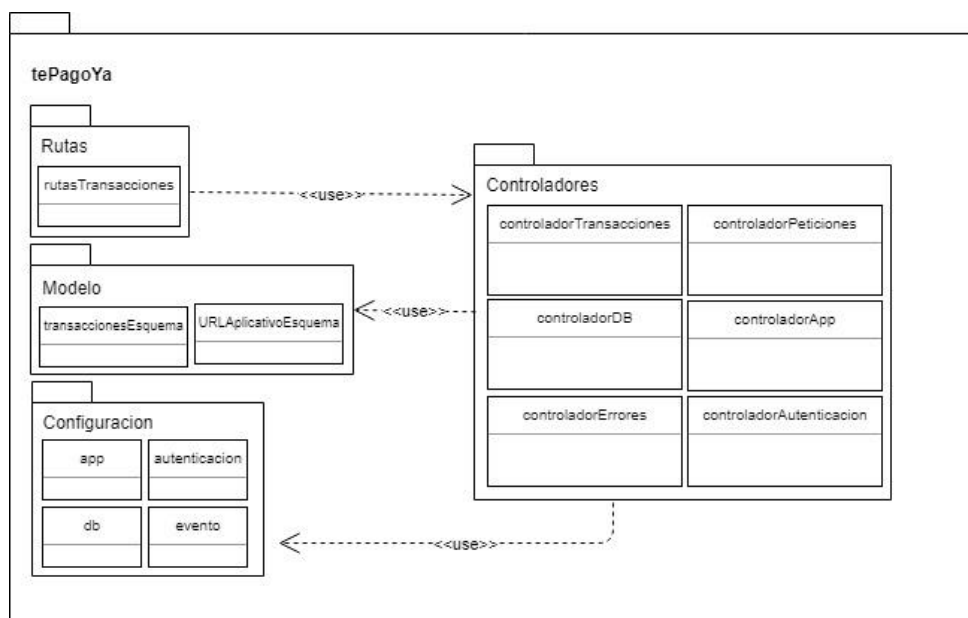 tePagoYa
Rutas
rutasTransacciones
<<use>>
Controladores
controladorTransacciones
controladorPeticiones
controladorDB
controladorApp
controladorErrores
controladorAutenticacion
Modelo
transaccionesEsquema
URLAplicativoEsquema
<<use>>
Configuracion
app
autenticacion
db
evento
<<use>>